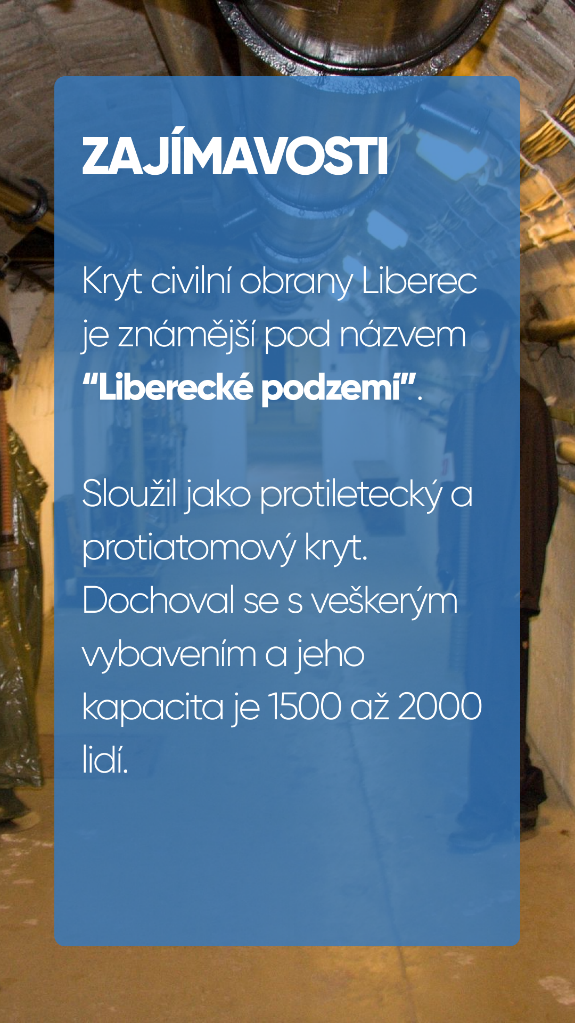 ZAJÍMAVOSTI
Kryt civilní obrany Liberec
je známější pod názvem
“Liberecké podzemí”.
Sloužil jako protiletecký a
protiatomový kryt.
Dochoval se s veškerým
vybavením a jeho
kapacita je 1500 až 2000
lidí.